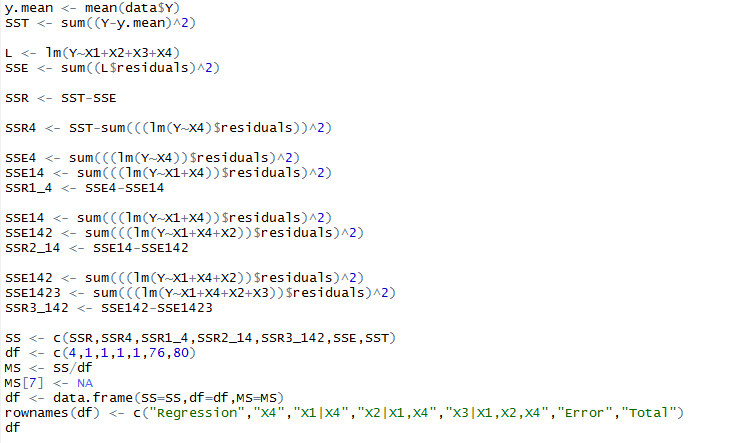 y.mean <- mean(data$Y)
SST <- sum((Y-y.mean)^2)
L <- lm(Y~X1+X2+X3+X4)
SSE <- sum((L$residuals)^2)
SSR <- SST-SSE
SSR4 <- SST-sum(((lm(Y~X4)$residuals))^2)
SSE4 <- sum(((lm(Y~X4))$residuals)^2)
SSE14 <- sum(((lm(Y~X1+X4))$residuals)^2)
SSR1_4 <- SSE4-SSE14
SSE14 <- sum(((lm(Y~X1+X4))$residuals)^2)
SSE142 <- sum(((lm(Y~X1+X4+X2))$residuals)^2)
SSR2_14 <- SSE14-SSE142
SSE142 <- sum(((lm(Y~X1+X4+X2))$residuals)^2)
SSE1423 <- sum(((lm(Y~X1+X4+X2+X3))$residuals)^2)
SSR3_142 <- SSE142-SSE1423
SS <- c(SSR,SSR4,SSR1_4,SSR2_14,SSR3_142,SSE,SST)
df <- c(4,1,1,1,1,76,80)
MS <- SS/df
MS[7] <- NA
df <- data.frame(SS=SS,df=df,MS=MS)
rownames(df) <- c("Regression","X4","X1|X4","X2|X1,X4","X3|X1,X2,X4","Error","Total")
df